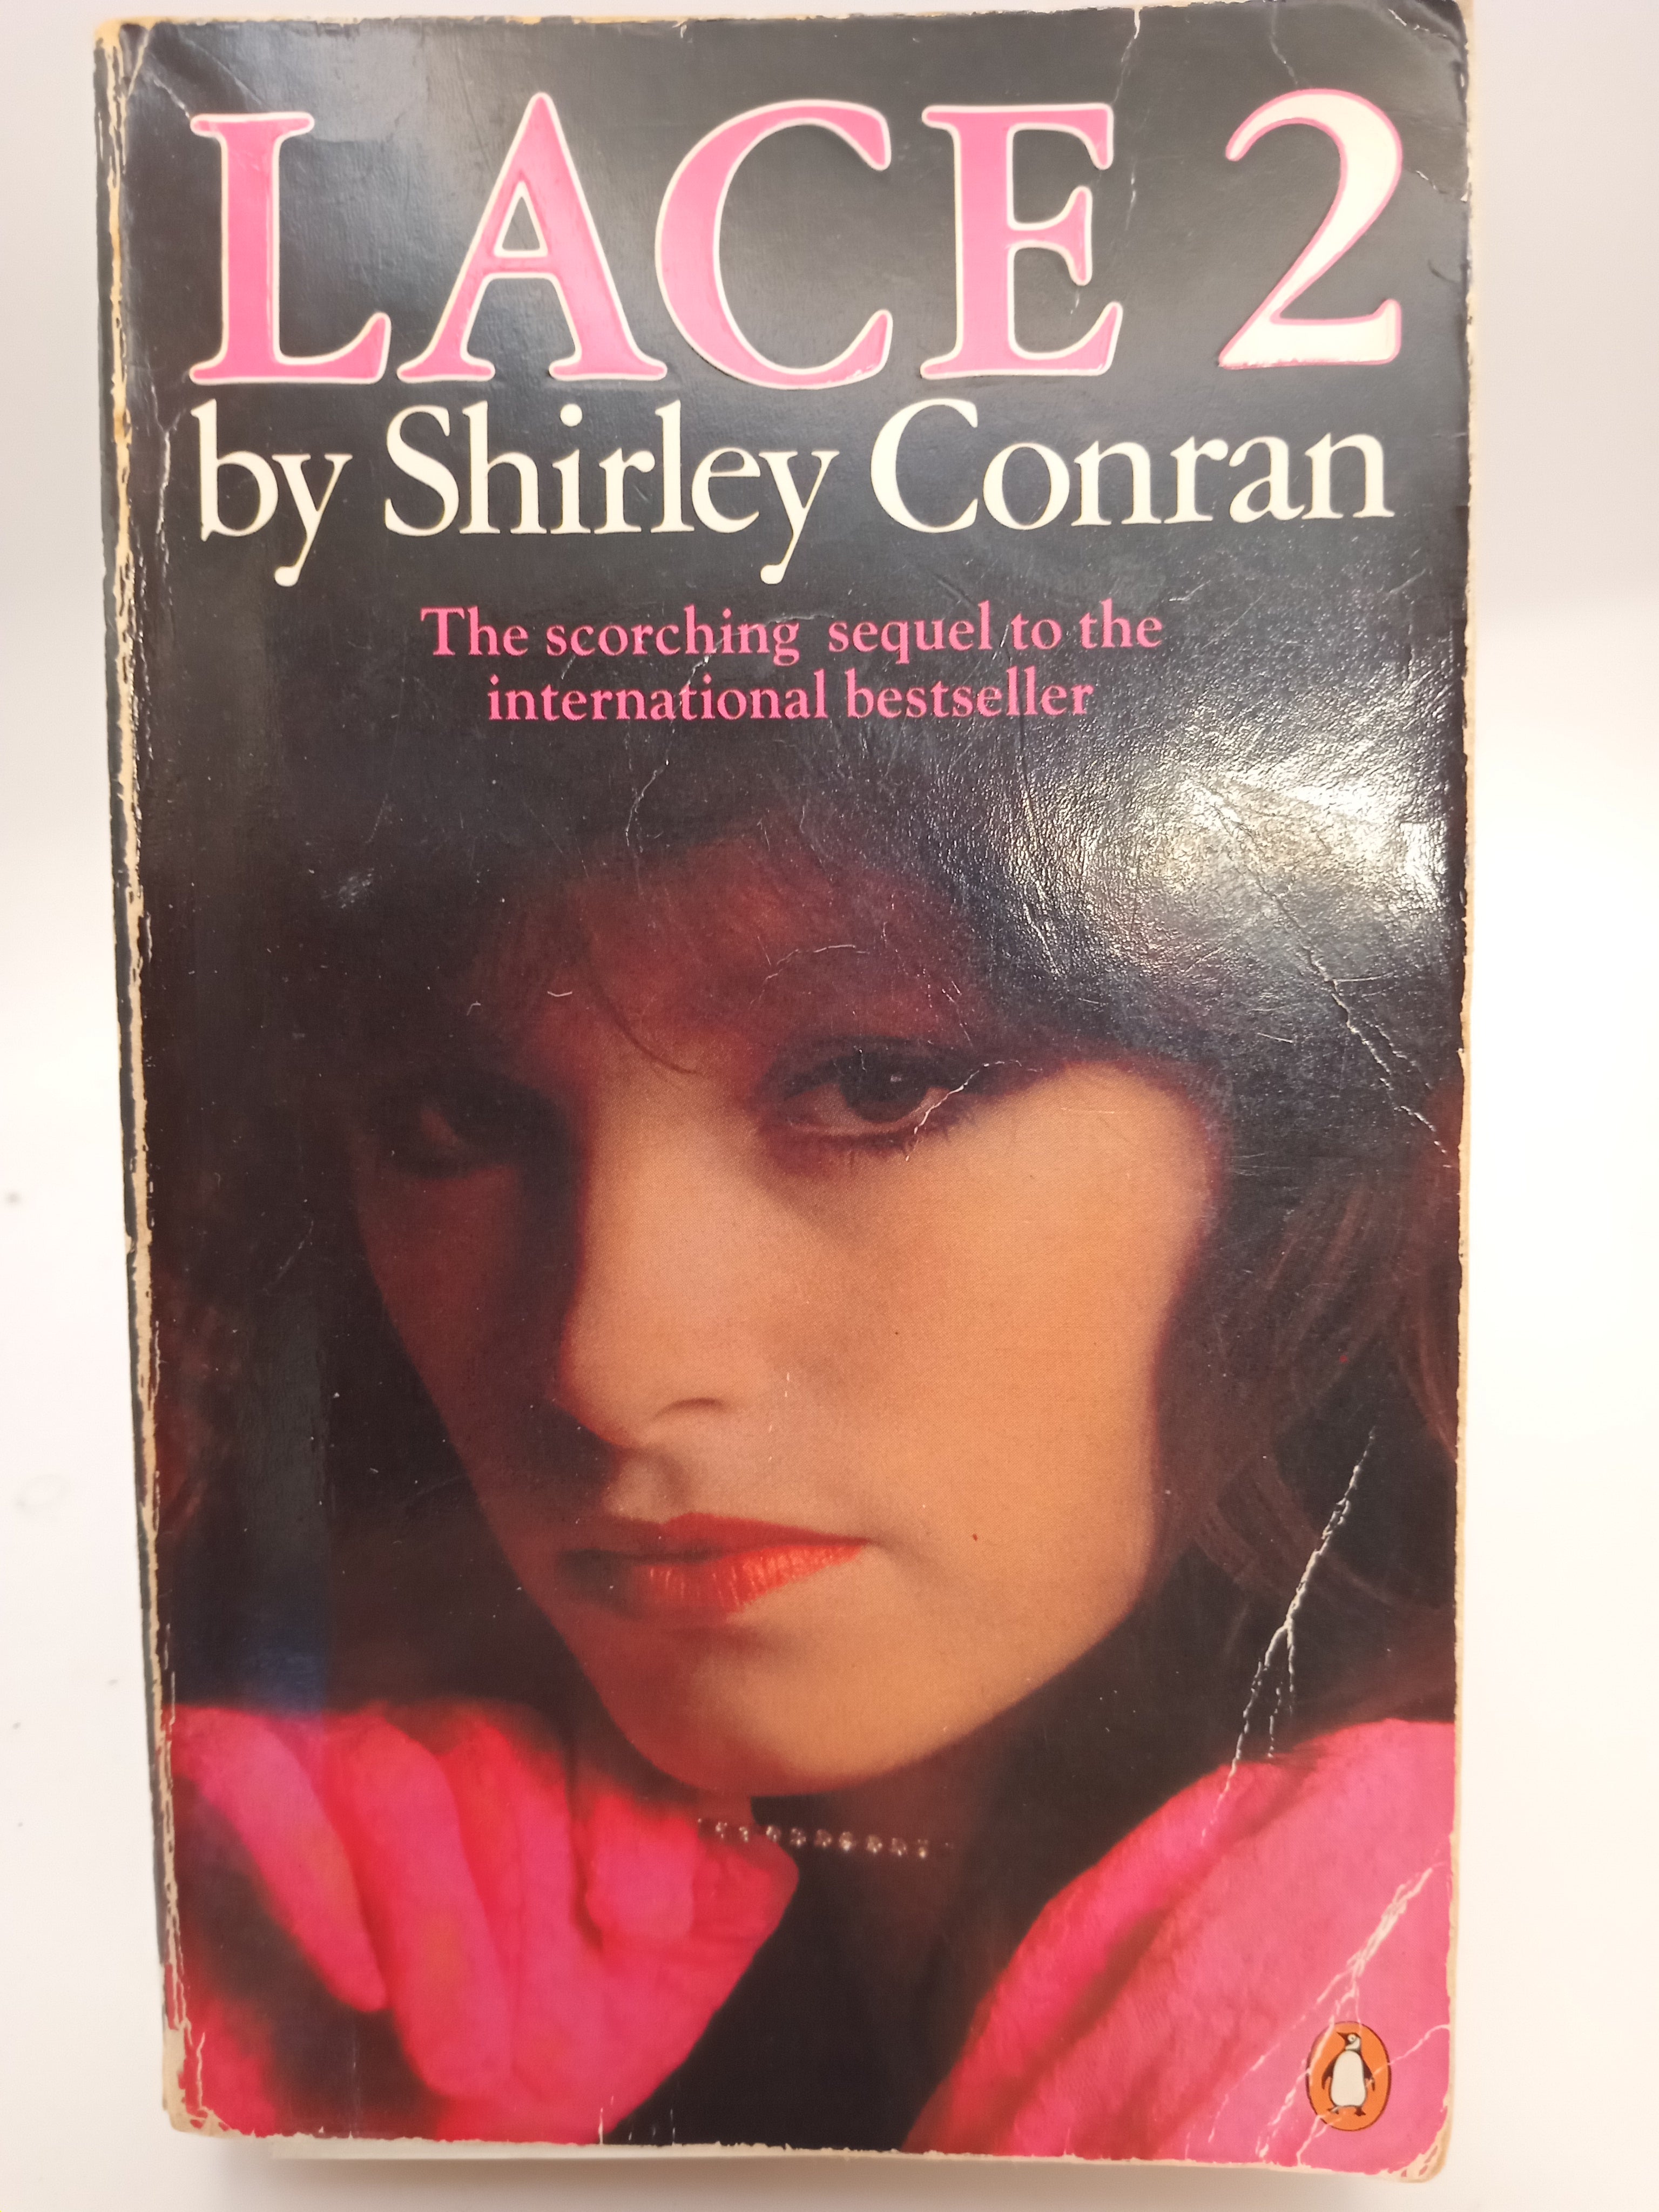 LACE 2
by Shirley Conran
The scorching sequel to the
international bestseller